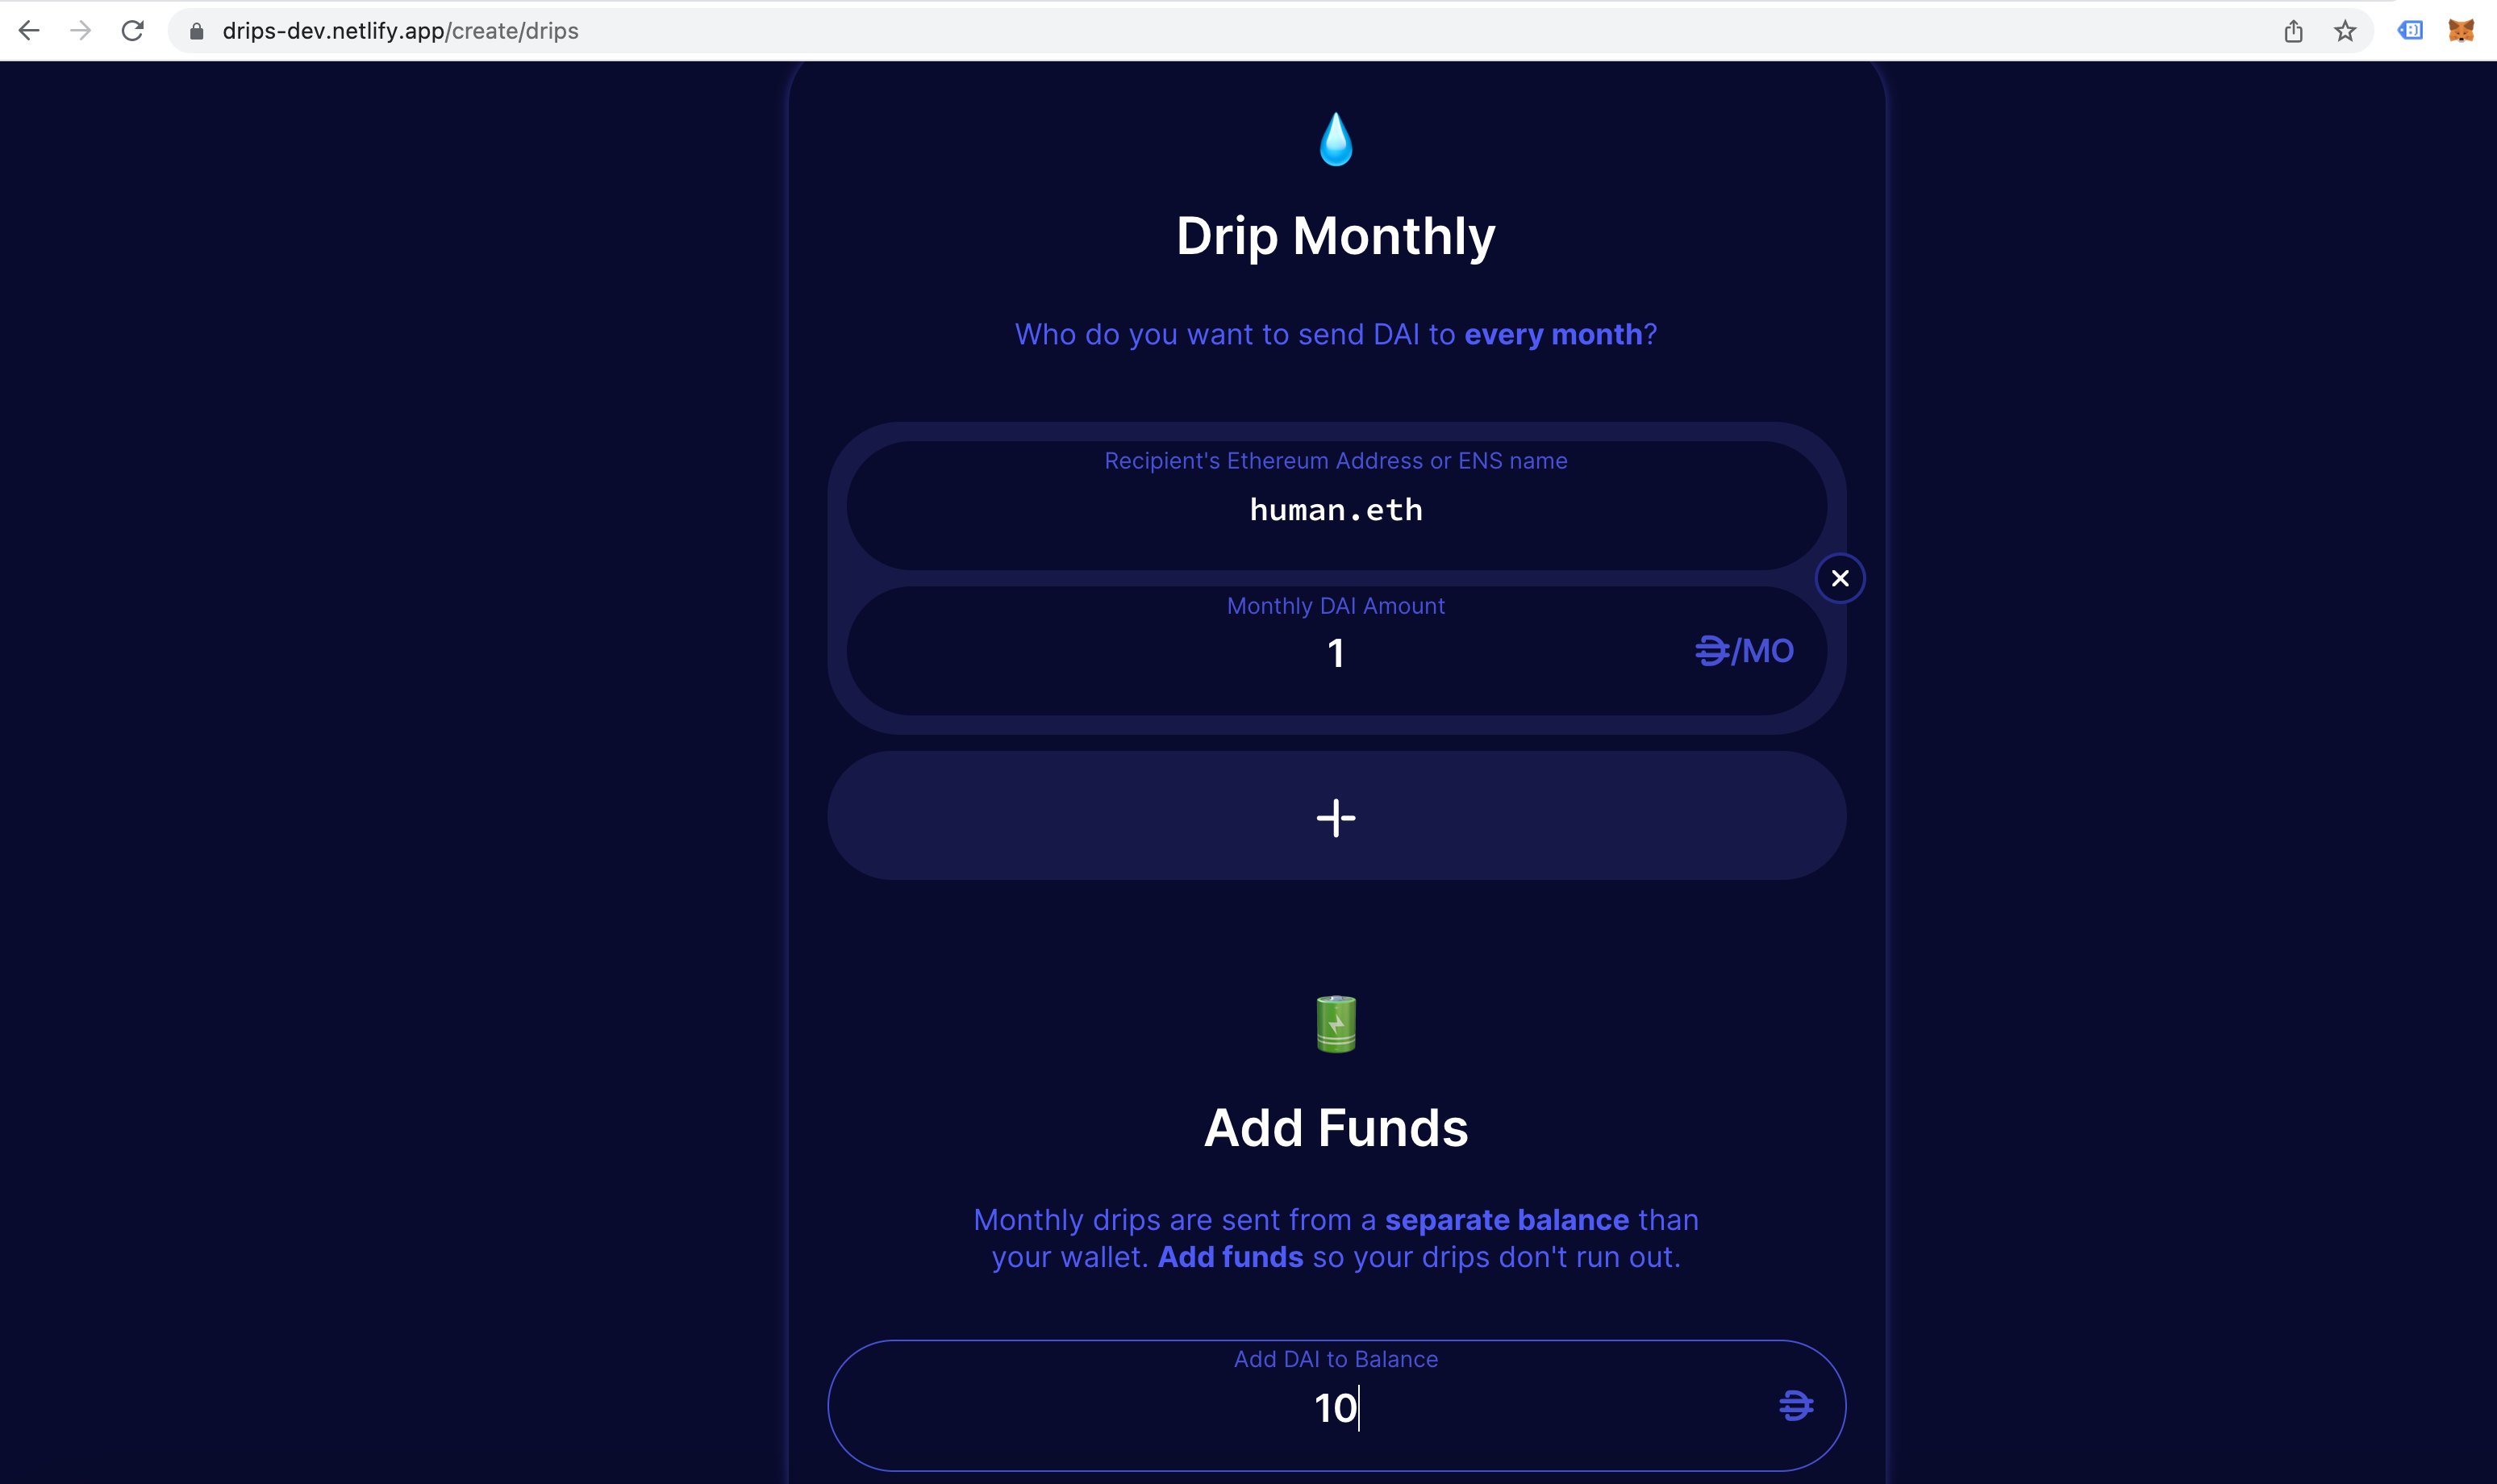 drips-dev.netlify.app/create/drips
Drip Monthly
Who do you want to send DAI to every month?
Recipient's Ethereum Address or ENS name
human.eth
Monthly DAI Amount
1
/MO
Add Funds
Monthly drips are sent from a separate balance than
your wallet. Add funds so your drips don't run out.
Add DAI to Balance
10